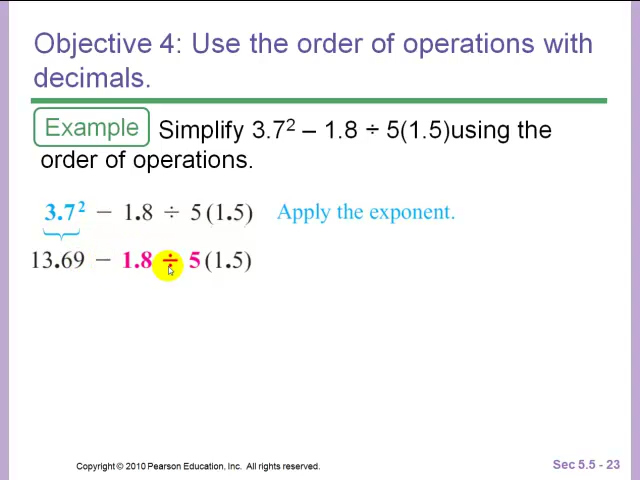 Objective 4: Use the order of operations with
decimals.
Example Simplify 3.7² – 1.8 ÷ 5(1.5)using the
order of operations.
3.7² − 1.8 ÷ 5(1.5) Apply the exponent.
13.69 − 1.8 ÷ 5(1.5)
Copyright © 2010 Pearson Education, Inc. All rights reserved.
Sec 5.5 - 23